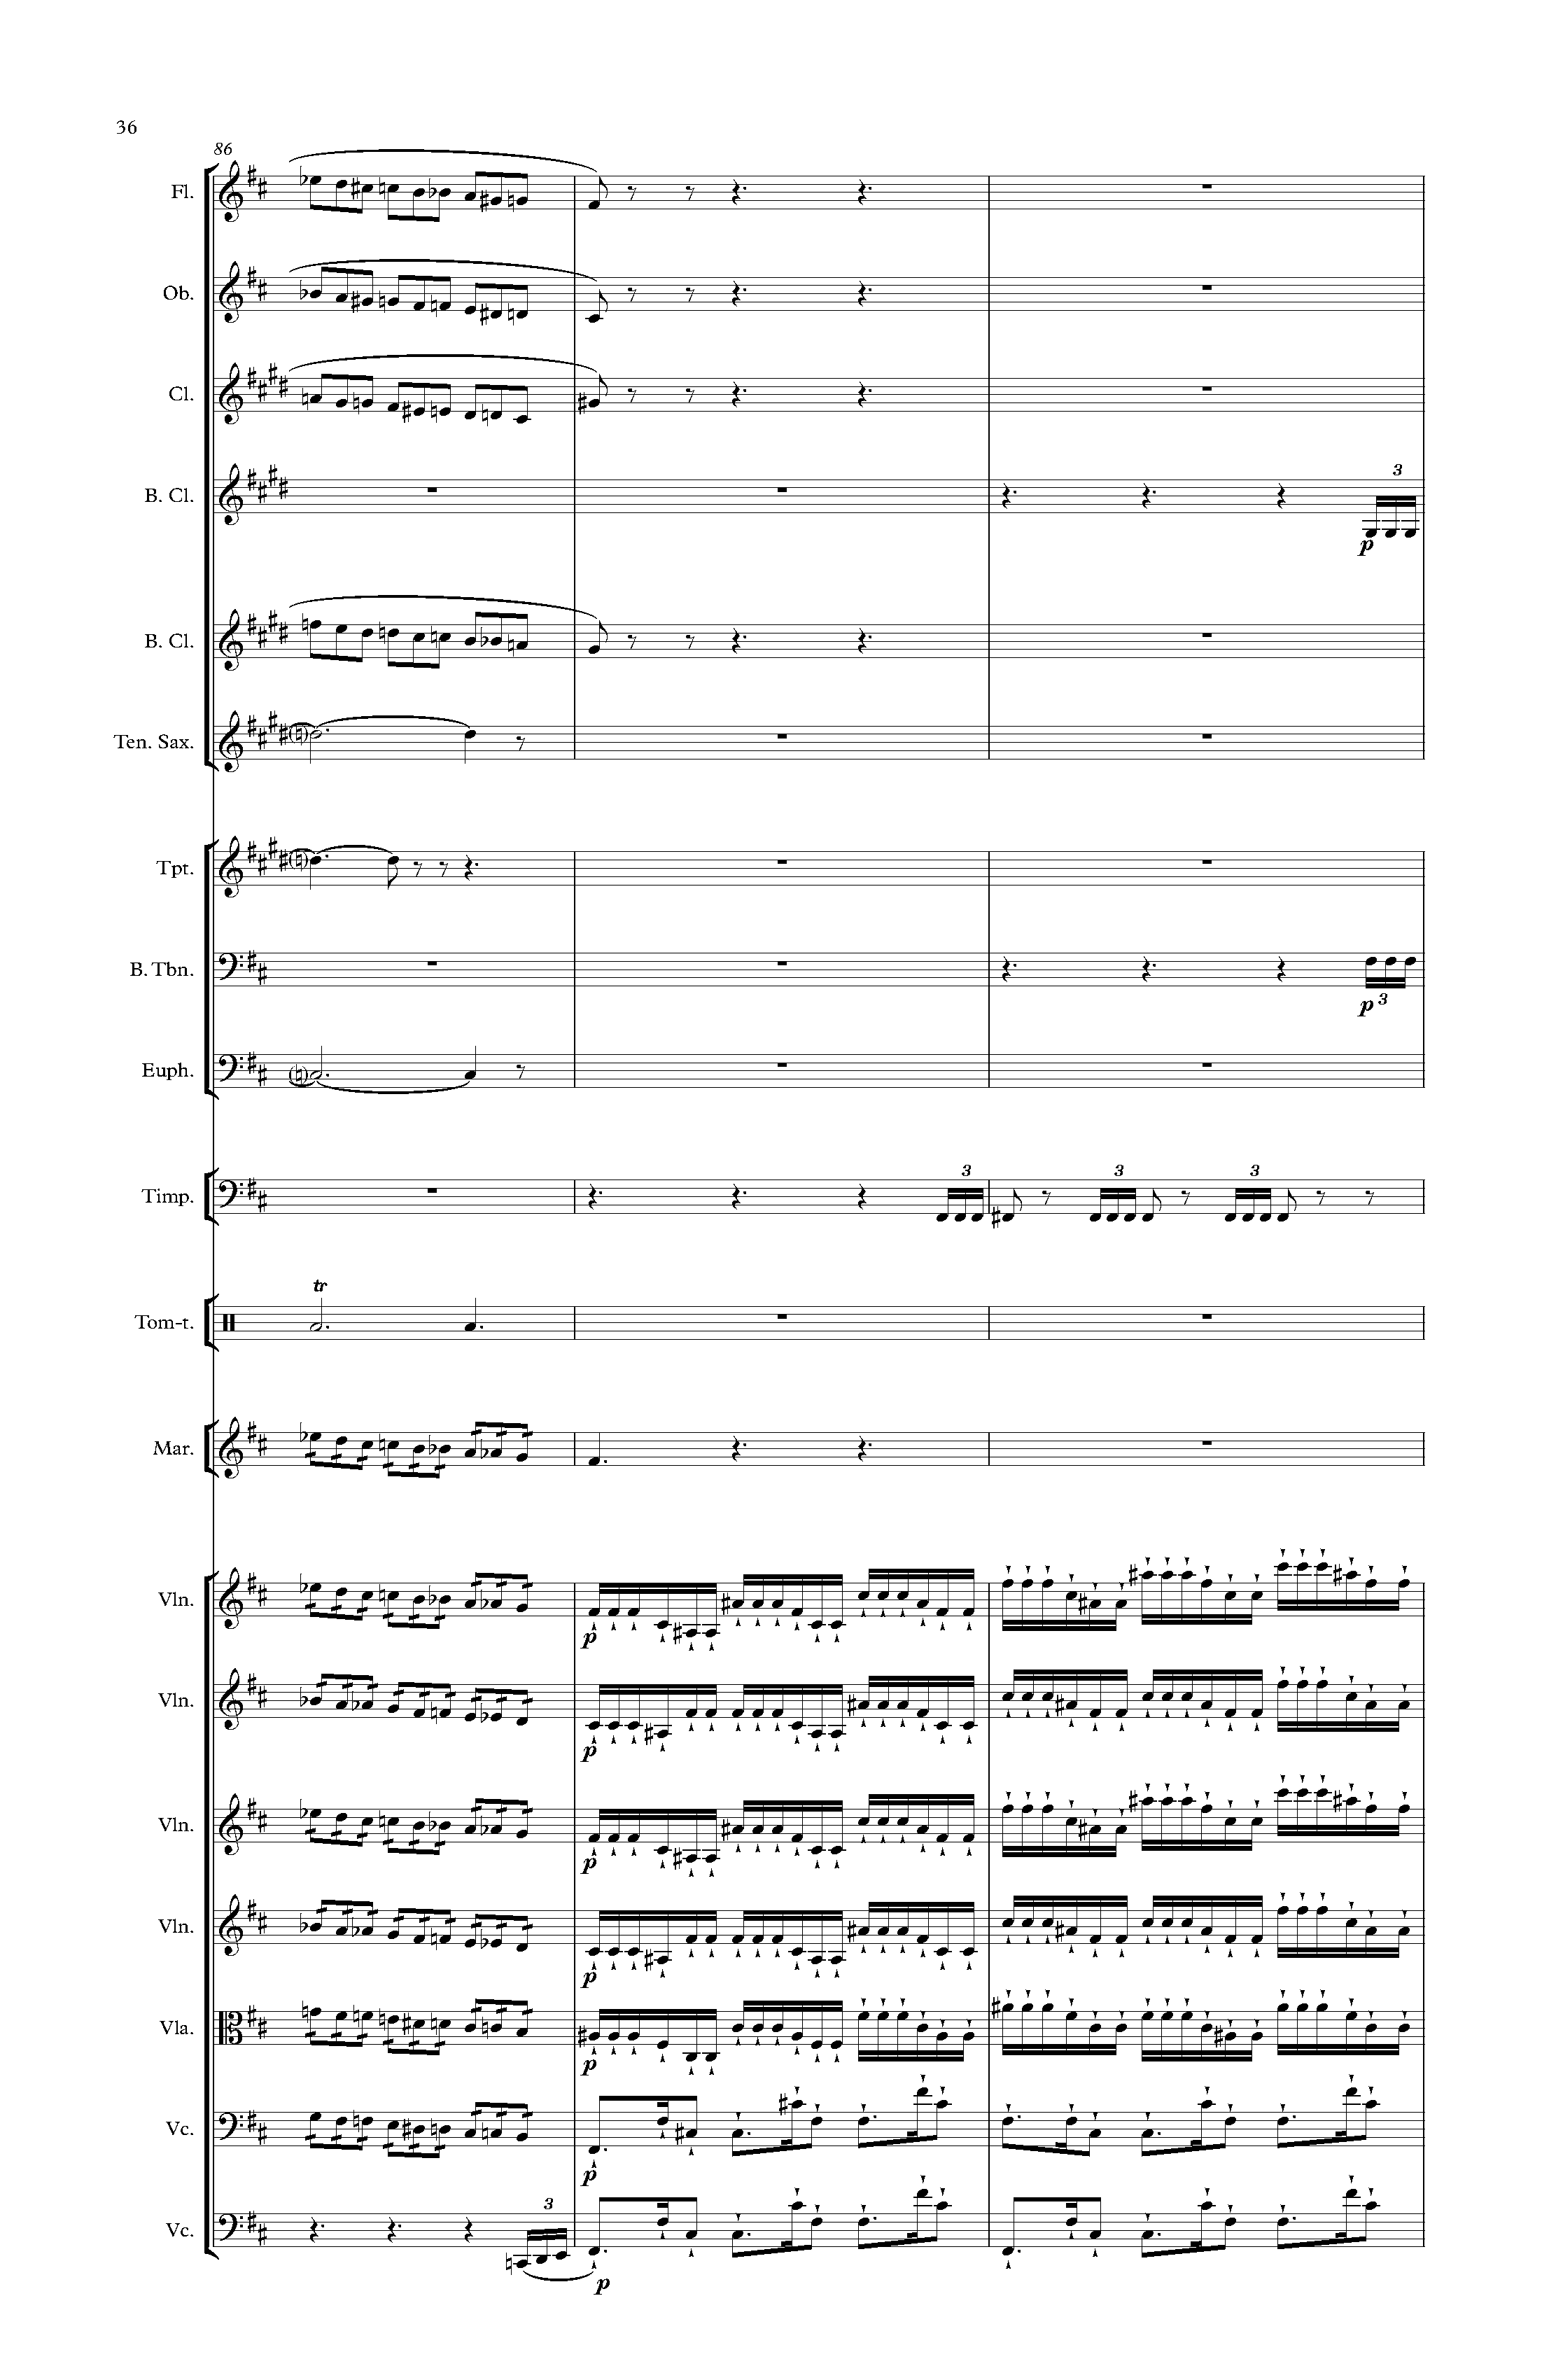 36
86
Fl.
Ob.
Cl.
B. Cl.
3
p
B. Cl.
Ten. Sax.
Tpt.
B. Tbn.
p 3
Euph.
Timp.
3 3 3
Tom-t.
tr
Mar.
Vln.
p
Vln.
p
Vln.
p
Vln.
p
Vla.
p
Vc.
p
Vc.
3
p